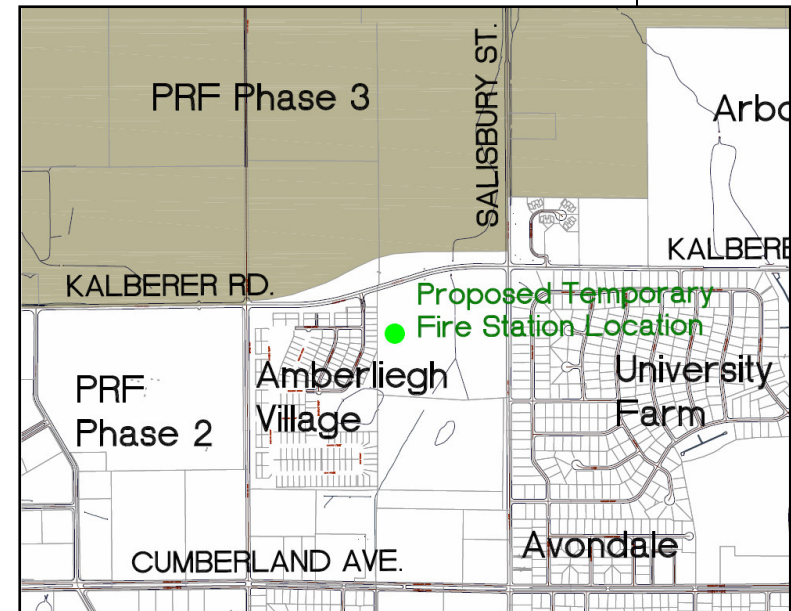 PRF Phase 3
SALISBURY ST.
Arbo
KALBERE
KALBERER RD.
Proposed Temporary
Fire Station Location
PRF
Phase 2
Amberliegh
Village
University
Farm
Avondale
CUMBERLAND AVE.